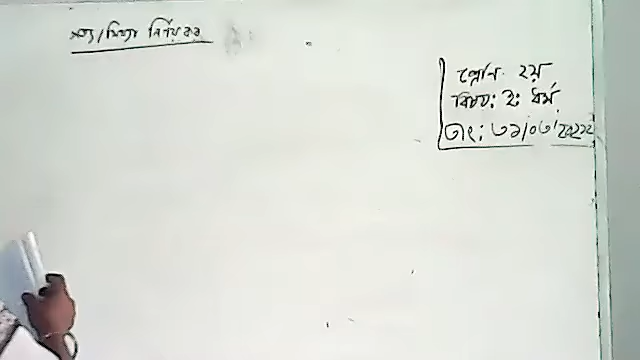 সত্য/মিথ্যা নির্ণয় কর
শ্রেণি: ২য়
বিষয়: ইঃ ধর্ম
তাং: ৩১/০৩/২০২২